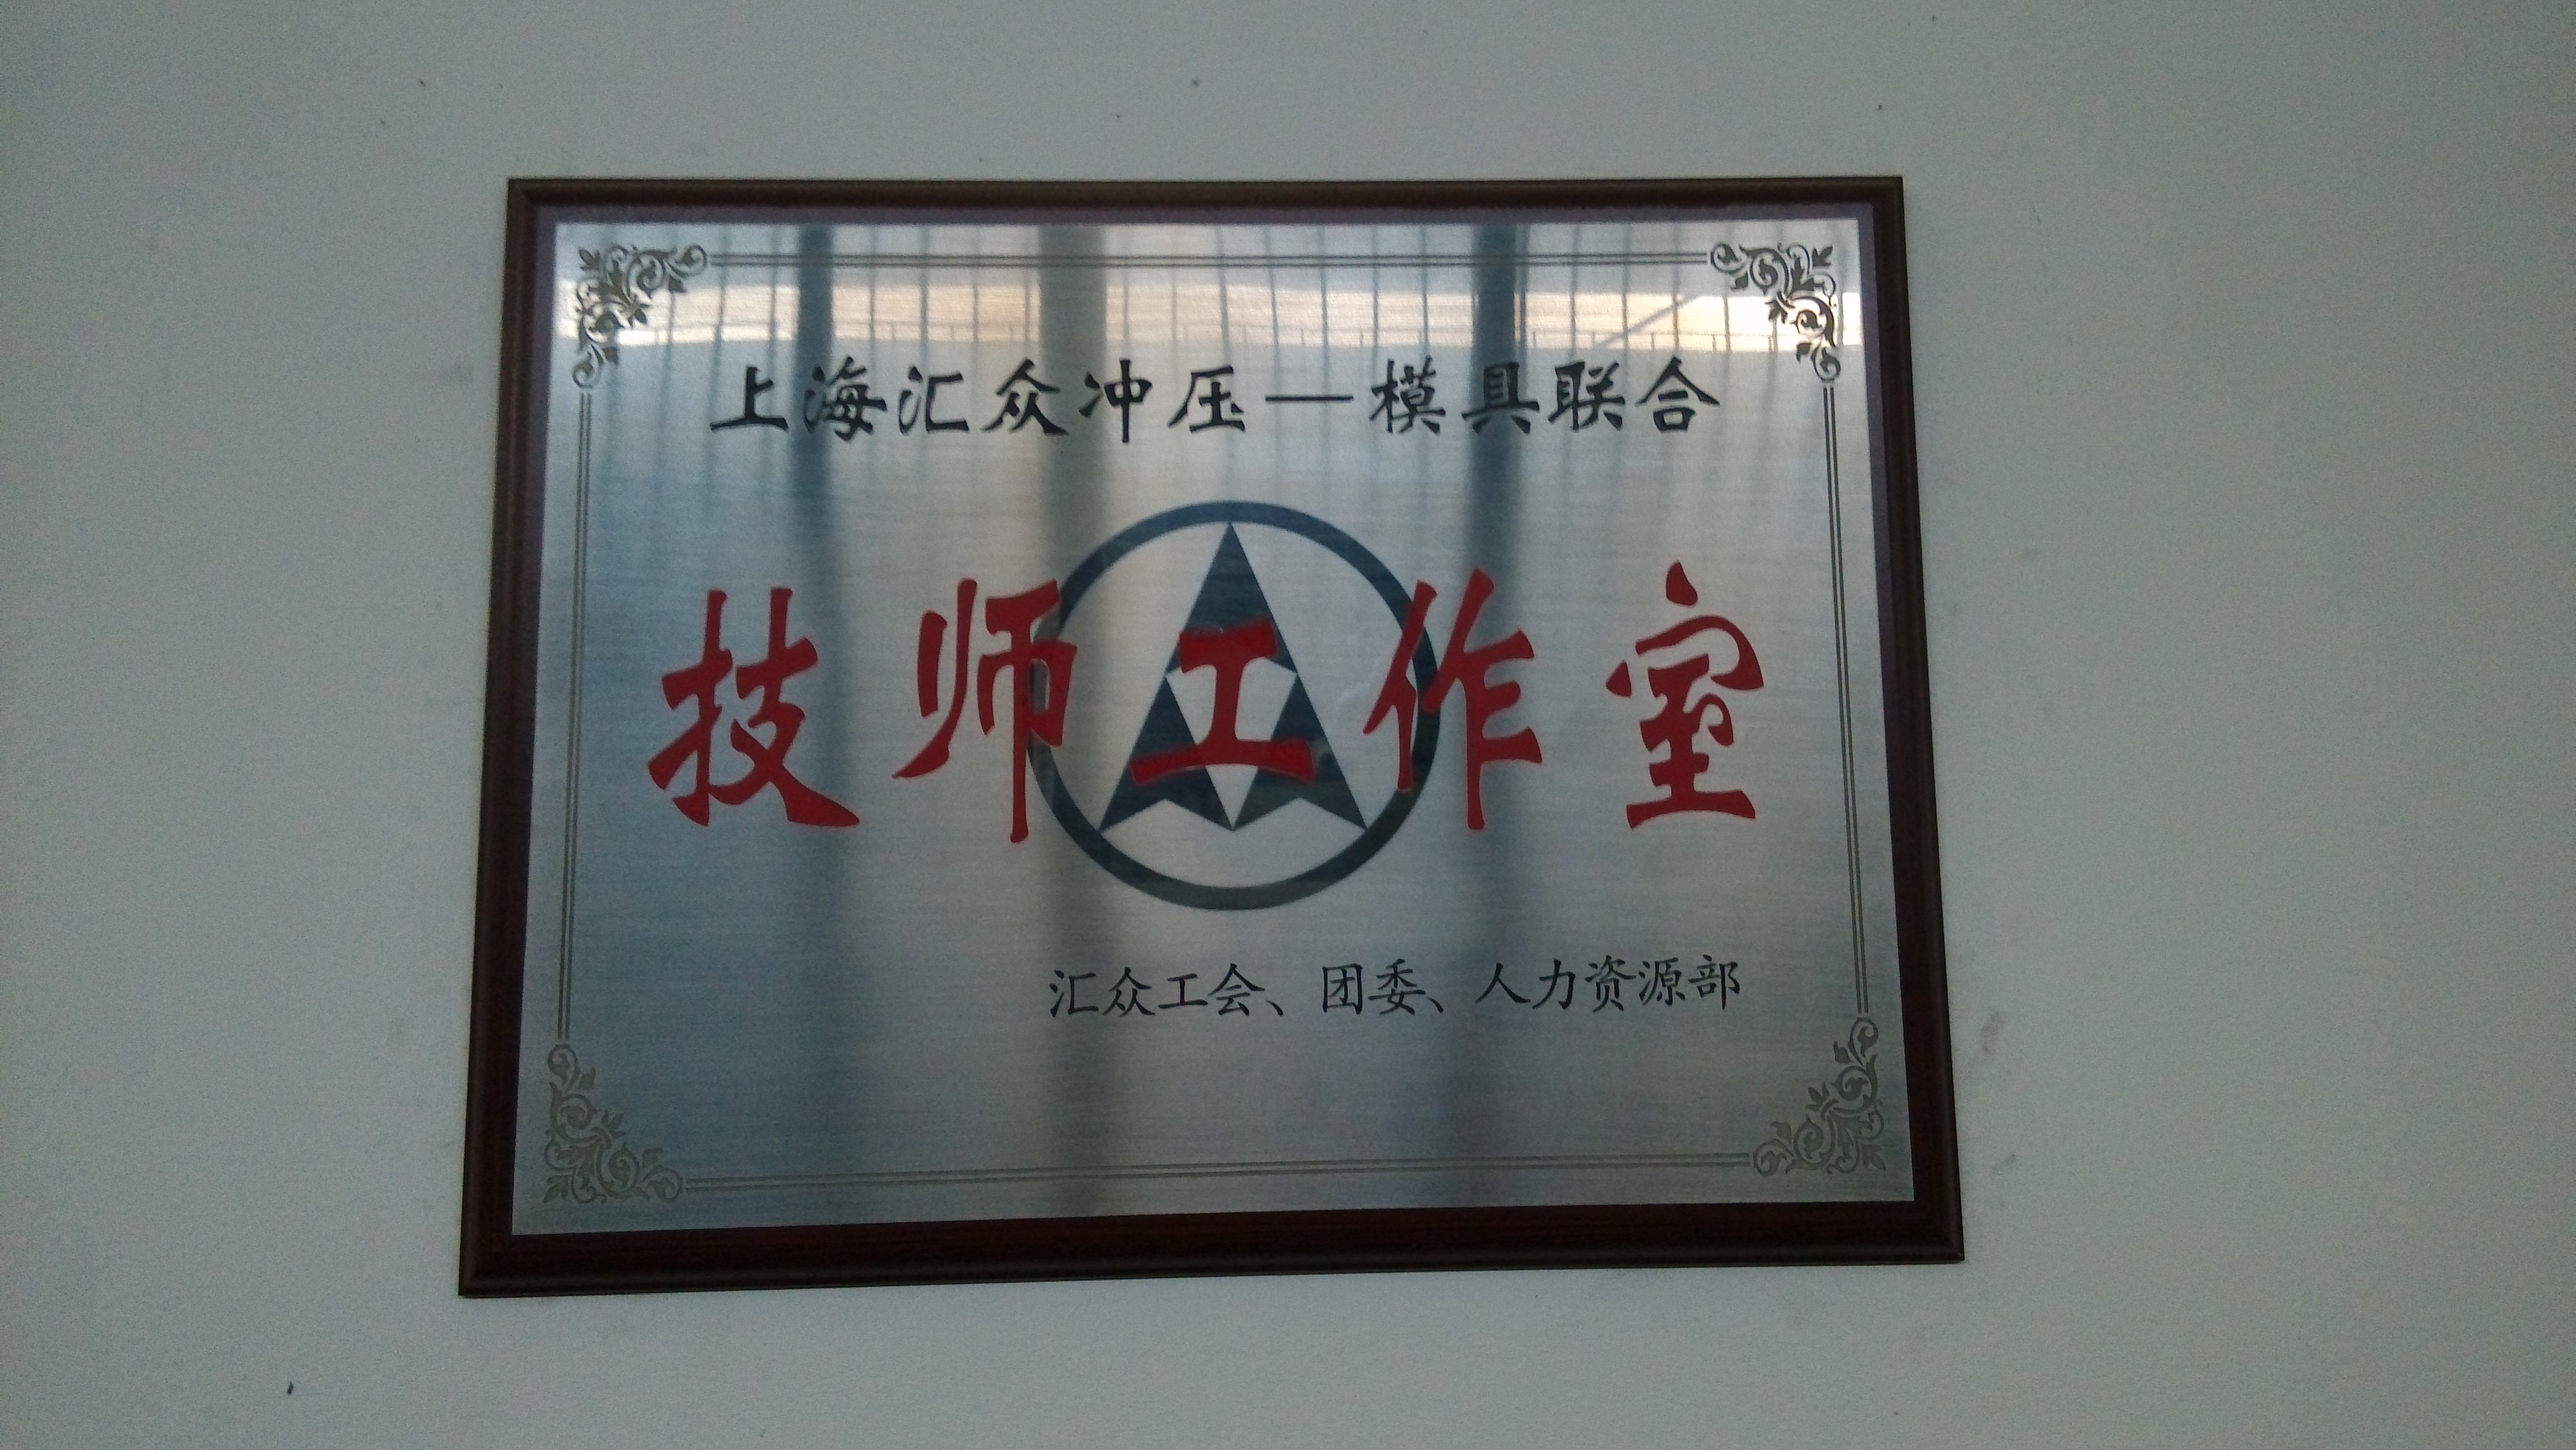 上海汇众冲压—模具联合
技师工作室
汇众工会、团委、人力资源部